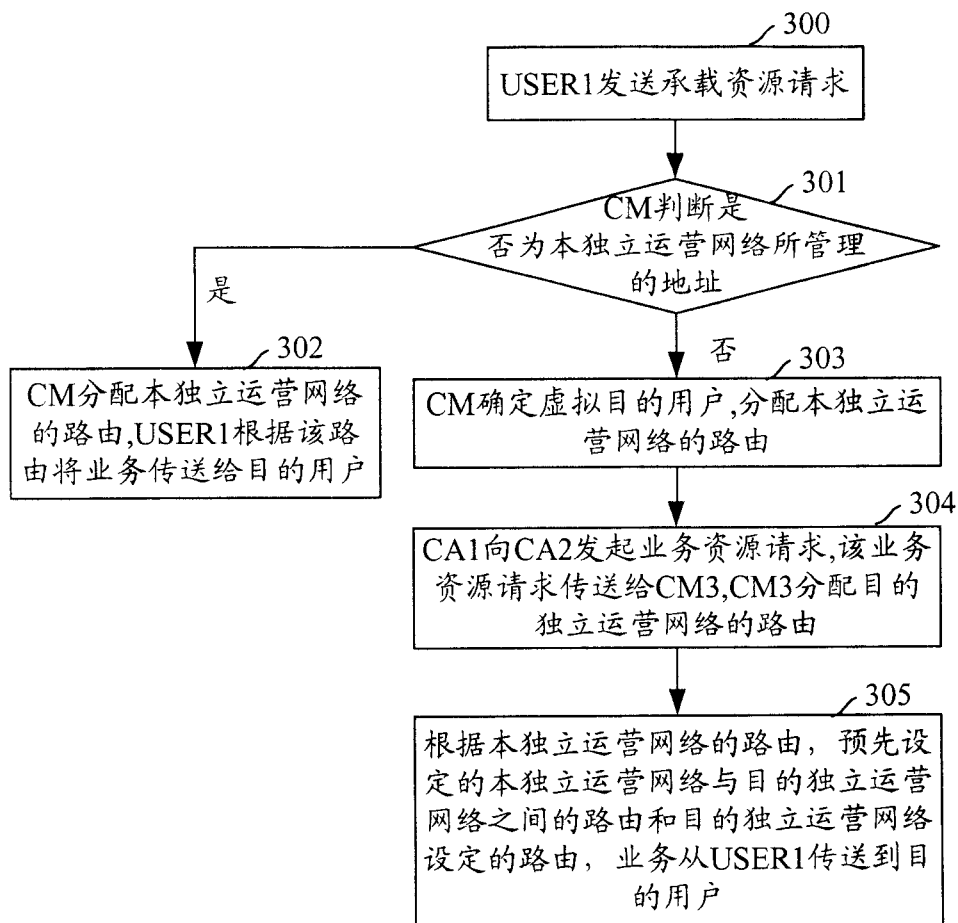 300
USER1发送承载资源请求
301
CM判断是
否为本独立运营网络所管理
的地址
是
否
302
CM分配本独立运营网络
的路由,USER1根据该路
由将业务传送给目的用户
303
CM确定虚拟目的用户,分配本独立运
营网络的路由
304
CA1向CA2发起业务资源请求,该业务
资源请求传送给CM3,CM3分配目的
独立运营网络的路由
305
根据本独立运营网络的路由，预先设
定的本独立运营网络与目的独立运营
网络之间的路由和目的独立运营网络
设定的路由，业务从USER1传送到目
的用户